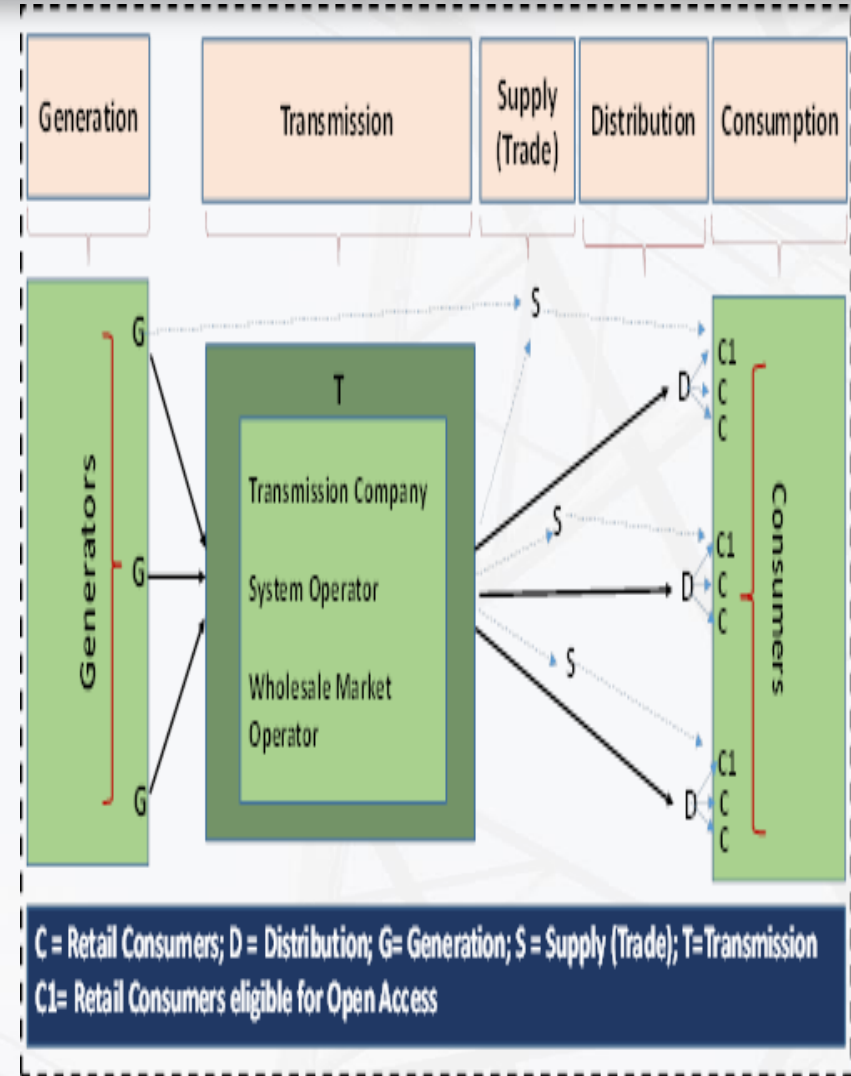 Generation
Transmission
Supply
(Trade)
Distribution
Consumption
Generators
G
G
G
T
Transmission Company
System Operator
Wholesale Market
Operator
S
S
S
D
C1
C
C
D
C1
C
C
D
C1
C
C
Consumers
C = Retail Consumers; D = Distribution; G= Generation; S = Supply (Trade); T=Transmission
C1= Retail Consumers eligible for Open Access